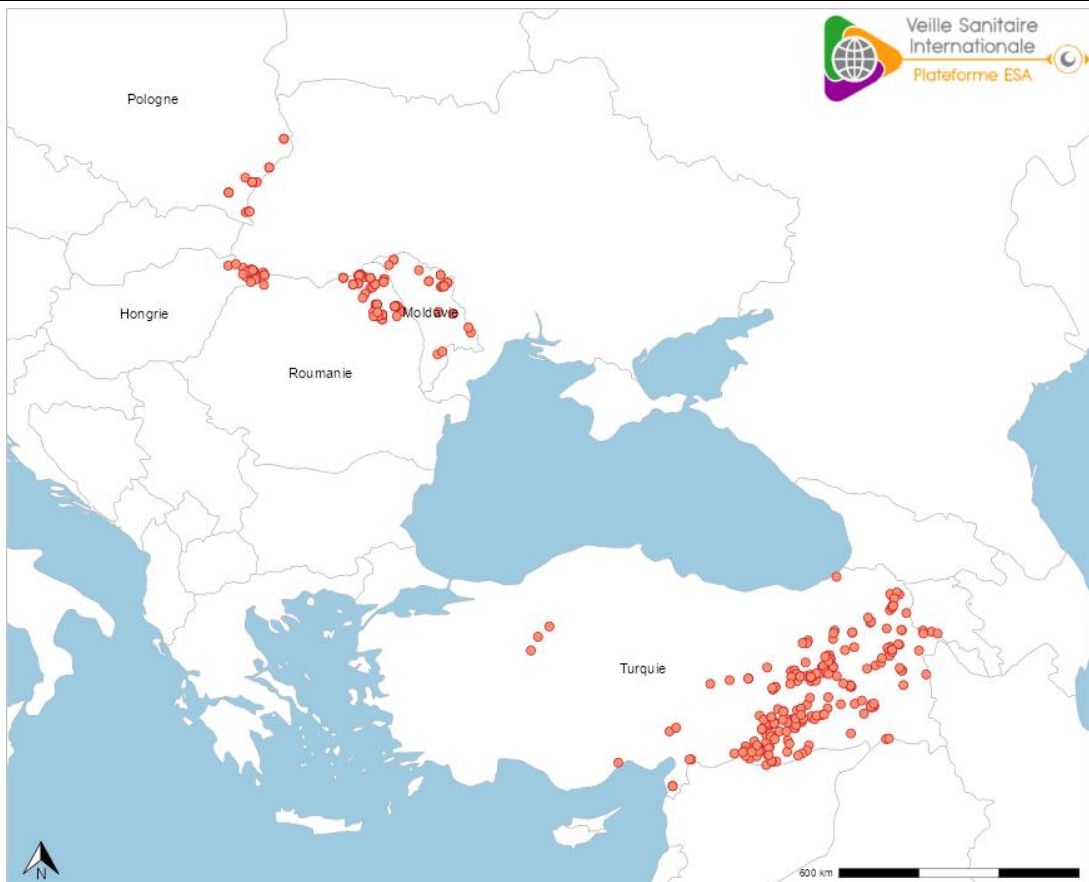 Veille Sanitaire
Internationale
Plateforme ESA
Pologne
Hongrie
Moldavie
Roumanie
Turquie
N
600 km